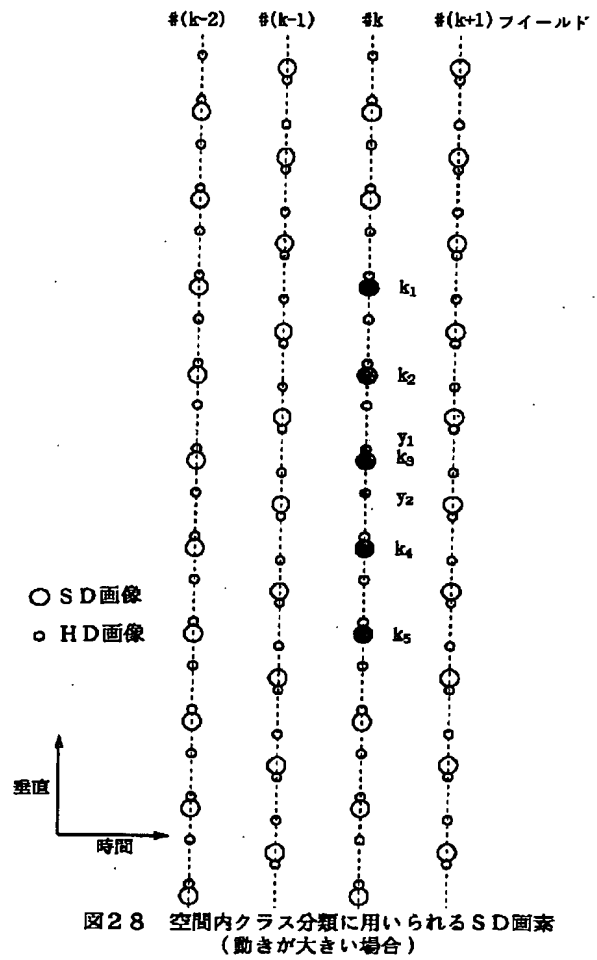 #(k-2) #(k-1) #k #(k+1) フイールド
k₁
k₂
y₁
k₃
y₂
k₄
○ SD画像
○ HD画像
k₅
垂直
時間
図28 空間内クラス分類に用いられるSD画素
(動きが大きい場合)